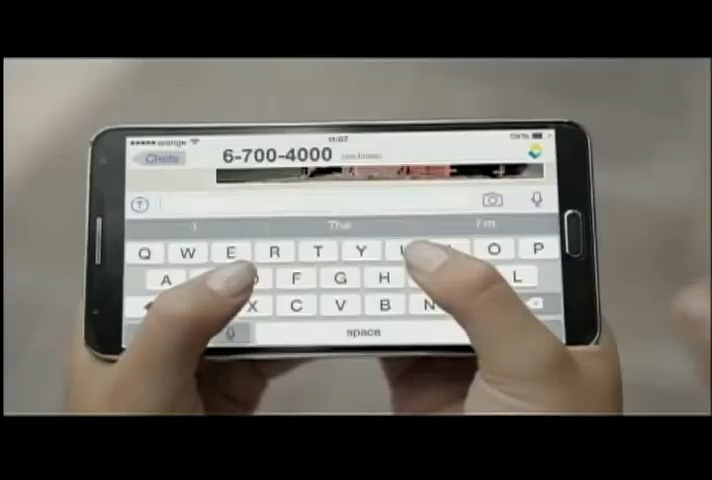 orange
Chats
6-700-4000
I The I'm
Q W E R T Y O P
A F G H L
X C V B N
space